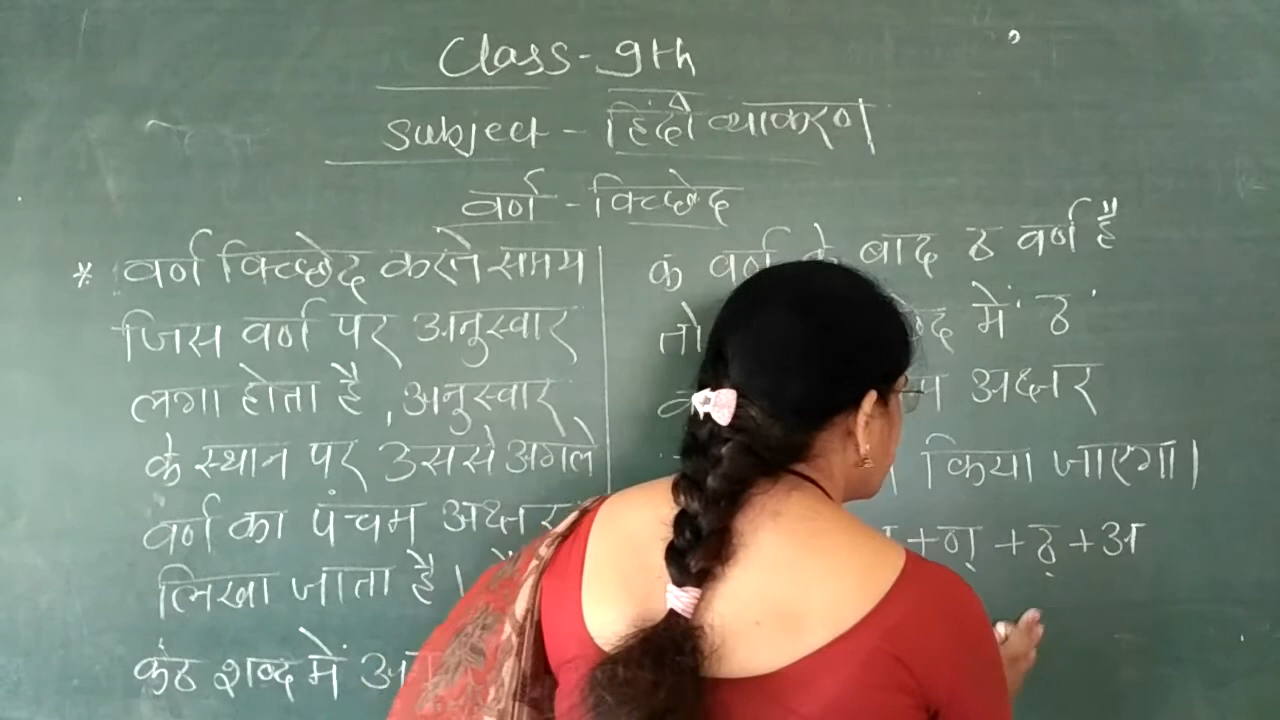 Class-9th
Subject - हिंदी व्याकरण
वर्ण - विच्छेद
* वर्ण विच्छेद करते समय
जिस वर्ण पर अनुस्वार
लगा होता है, अनुस्वार
के स्थान पर उससे अगले
वर्ण का पंचम अक्षर
लिखा जाता है।
कंठ शब्द में
कं वर्ण के बाद ठ वर्ण है
तो में ठ
अक्षर
किया जाएगा।
+ ण् + ठ् + अ